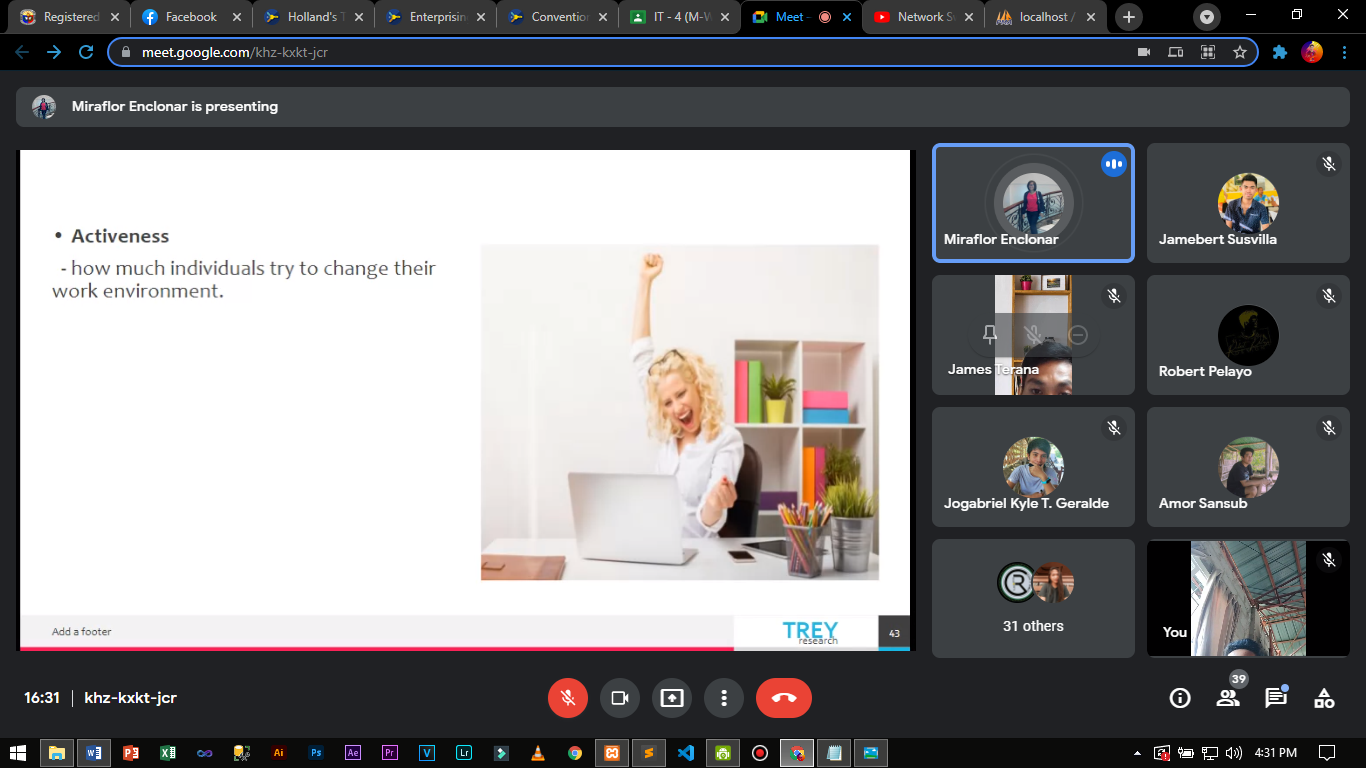 Registered
Facebook
Holland's T
Enterprisin
Convention
IT - 4 (M-W
Meet -
Network S
localhost /
meet.google.com/khz-kxkt-jcr
Miraflor Enclonar is presenting
• Activeness
- how much individuals try to change their
work environment.
Add a footer
TREY
research
43
Miraflor Enclonar
Jamebert Susvilla
James Terana
Robert Pelayo
Jogabriel Kyle T. Geralde
Amor Sansub
31 others
You
16:31 | khz-kxkt-jcr
39
4:31 PM